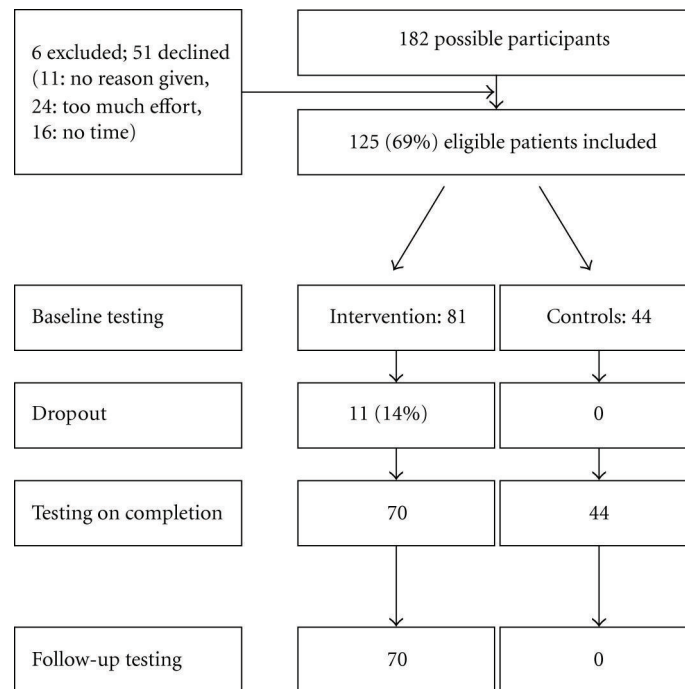 6 excluded; 51 declined
(11: no reason given,
24: too much effort,
16: no time)
182 possible participants
125 (69%) eligible patients included
Baseline testing
Intervention: 81
Controls: 44
Dropout
11 (14%)
0
Testing on completion
70
44
Follow-up testing
70
0